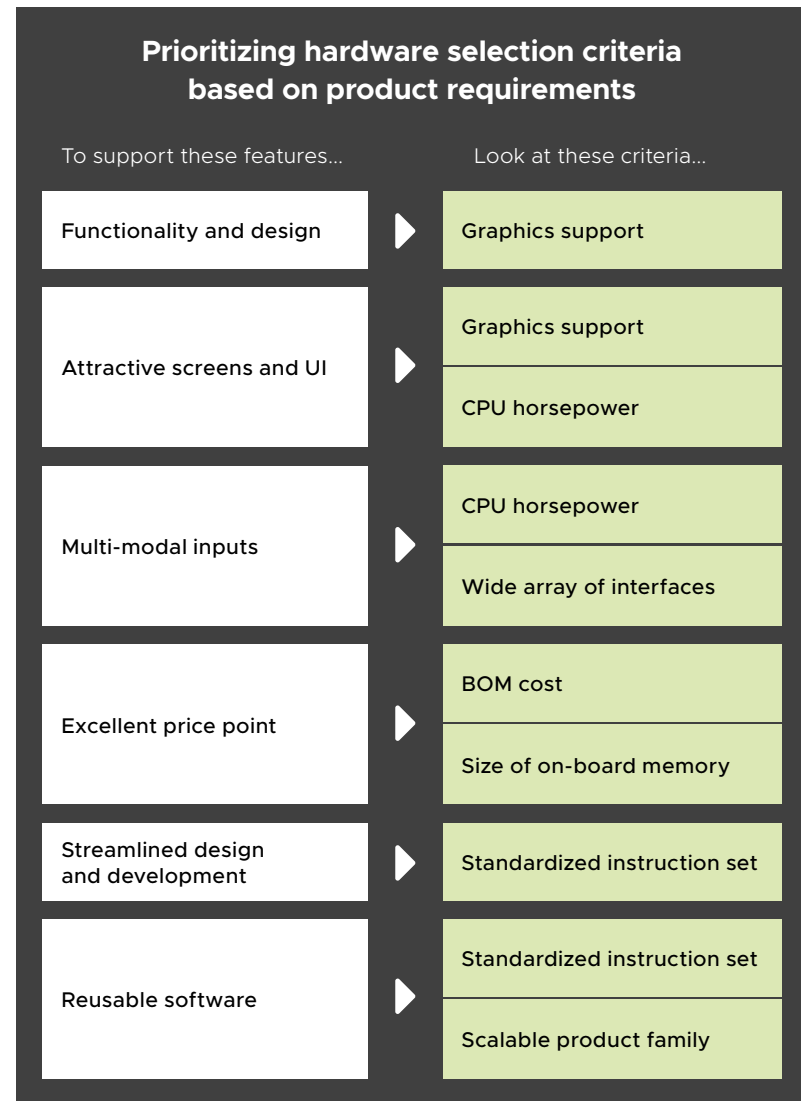 Prioritizing hardware selection criteria
based on product requirements
To support these features...
Look at these criteria...
Functionality and design
Graphics support
Attractive screens and UI
Graphics support
CPU horsepower
Multi-modal inputs
CPU horsepower
Wide array of interfaces
Excellent price point
BOM cost
Size of on-board memory
Streamlined design
and development
Standardized instruction set
Reusable software
Standardized instruction set
Scalable product family